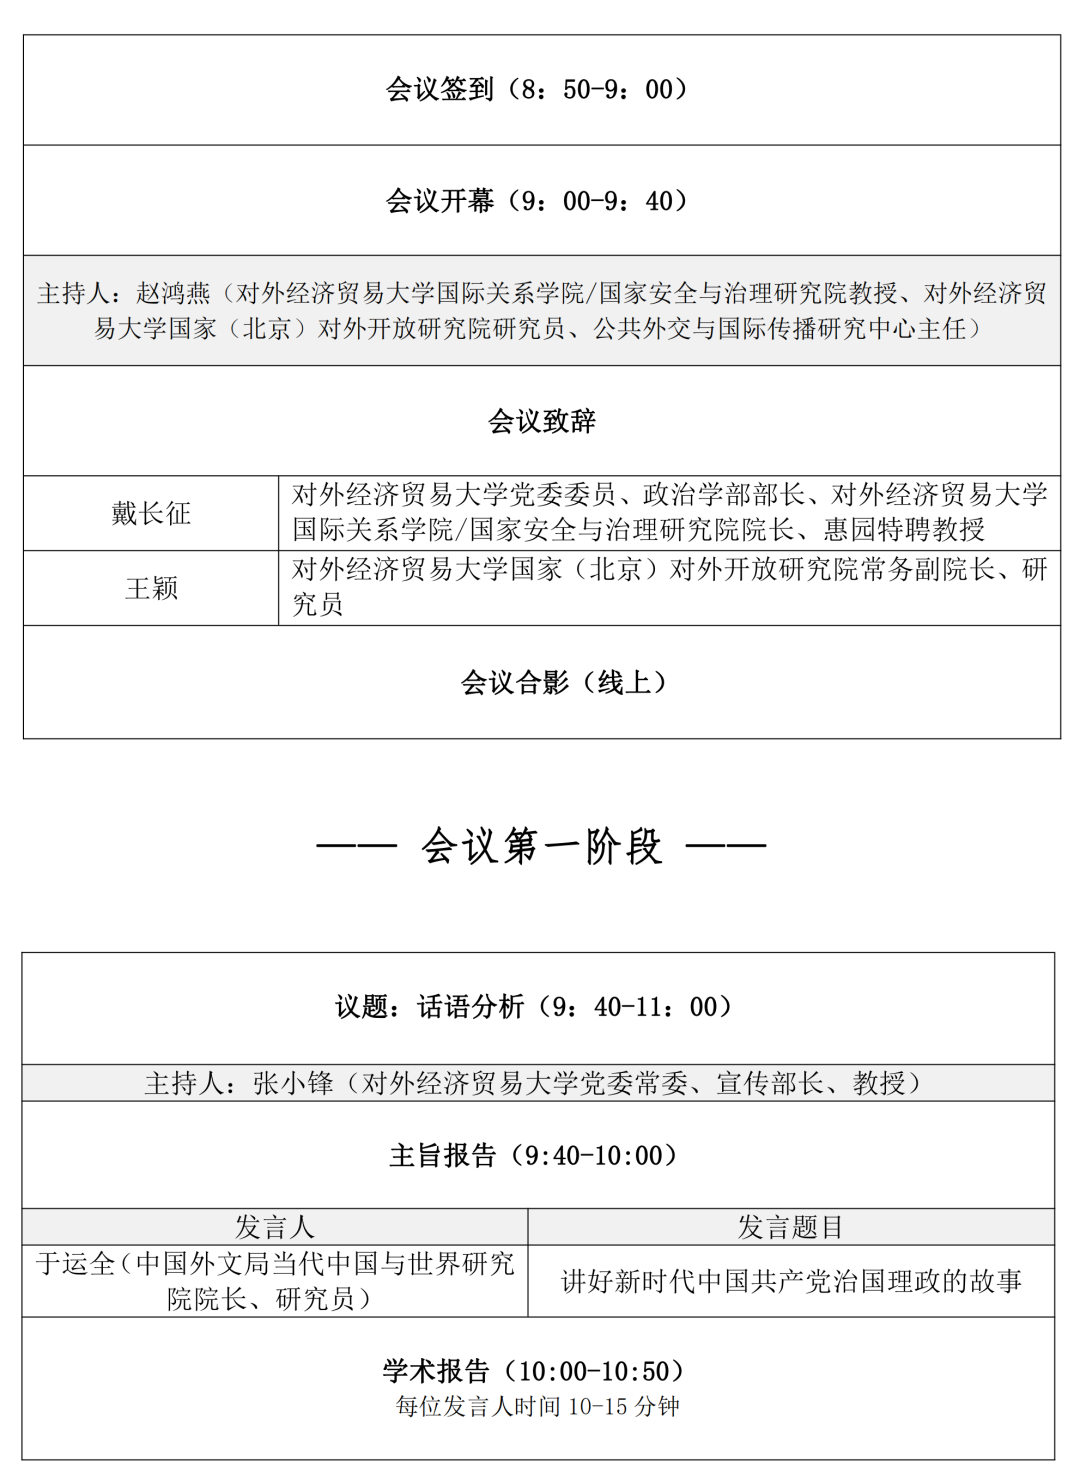 会议签到（8：50-9：00）
会议开幕（9：00-9：40）
主持人：赵鸿燕（对外经济贸易大学国际关系学院/国家安全与治理研究院教授、对外经济贸
易大学国家（北京）对外开放研究院研究员、公共外交与国际传播研究中心主任）
会议致辞
戴长征
对外经济贸易大学党委委员、政治学部部长、对外经济贸易大学
国际关系学院/国家安全与治理研究院院长、惠园特聘教授
王颖
对外经济贸易大学国家（北京）对外开放研究院常务副院长、研
究员
会议合影（线上）
—— 会议第一阶段 ——
议题：话语分析（9：40-11：00）
主持人：张小锋（对外经济贸易大学党委常委、宣传部长、教授）
主旨报告（9:40-10:00）
发言人
发言题目
于运全（中国外文局当代中国与世界研究
院院长、研究员）
讲好新时代中国共产党治国理政的故事
学术报告（10:00-10:50）
每位发言人时间 10-15 分钟